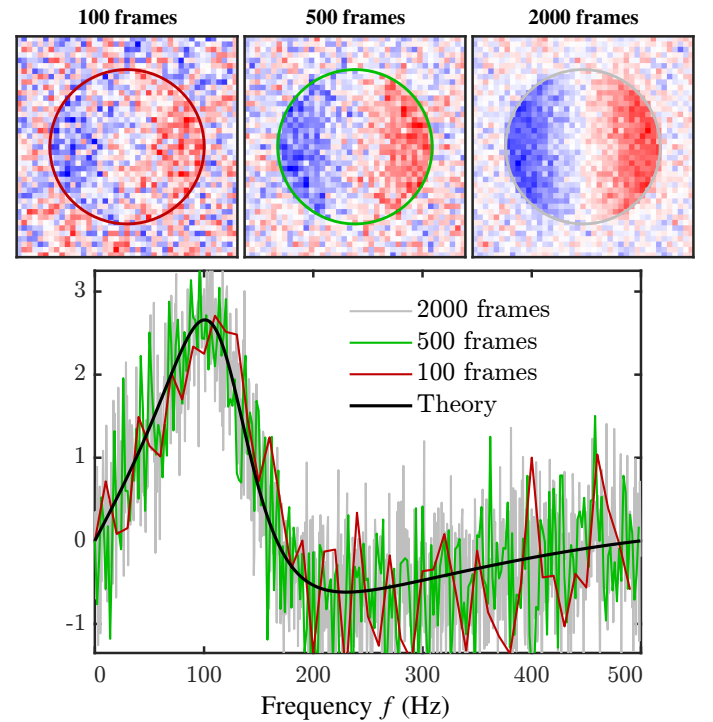 100 frames 500 frames 2000 frames
3
2
1
0
-1
2000 frames
500 frames
100 frames
Theory
0 100 200 300 400 500
Frequency f (Hz)